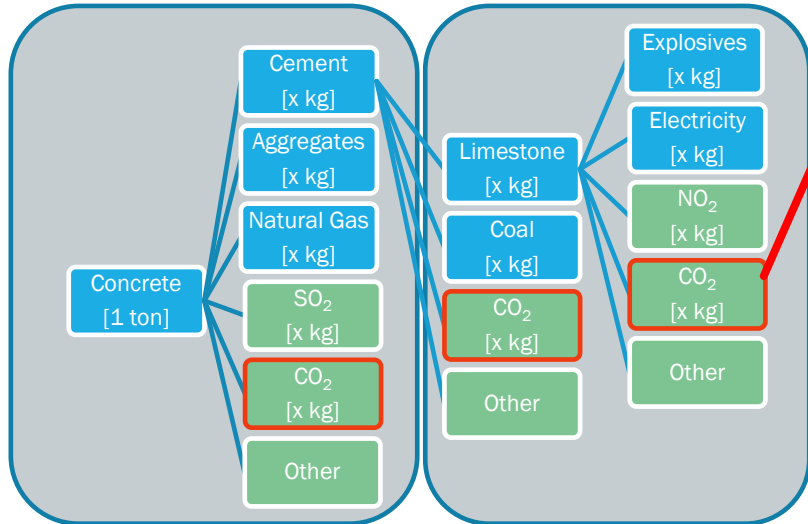 Concrete
[1 ton]
Cement
[x kg]
Aggregates
[x kg]
Natural Gas
[x kg]
SO₂
[x kg]
CO₂
[x kg]
Other
Limestone
[x kg]
Coal
[x kg]
CO₂
[x kg]
Other
Explosives
[x kg]
Electricity
[x kg]
NO₂
[x kg]
CO₂
[x kg]
Other